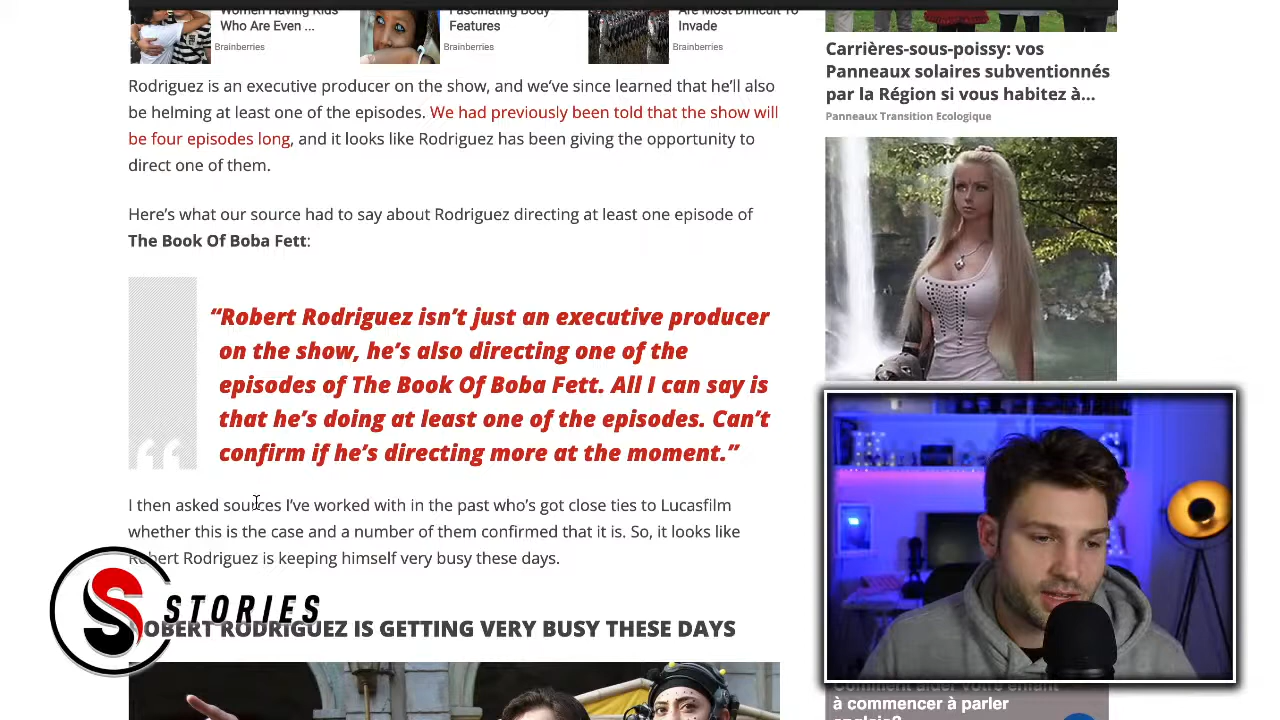 Women Having Kids
Who Are Even ...
Brainberries
Fascinating Body
Features
Brainberries
Are Most Difficult To
Invade
Brainberries
Rodriguez is an executive producer on the show, and we've since learned that he'll also
be helming at least one of the episodes. We had previously been told that the show will
be four episodes long, and it looks like Rodriguez has been giving the opportunity to
direct one of them.
Here's what our source had to say about Rodriguez directing at least one episode of
The Book Of Boba Fett:
“Robert Rodriguez isn't just an executive producer
on the show, he's also directing one of the
episodes of The Book Of Boba Fett. All I can say is
that he's doing at least one of the episodes. Can't
confirm if he's directing more at the moment.”
I then asked sources I've worked with in the past who's got close ties to Lucasfilm
whether this is the case and a number of them confirmed that it is. So, it looks like
Robert Rodriguez is keeping himself very busy these days.
S STORIES
ROBERT RODRIGUEZ IS GETTING VERY BUSY THESE DAYS
Carrières-sous-poissy: vos
Panneaux solaires subventionnés
par la Région si vous habitez à...
Panneaux Transition Ecologique
Comment aider votre enfant
à commencer à parler
anglais?